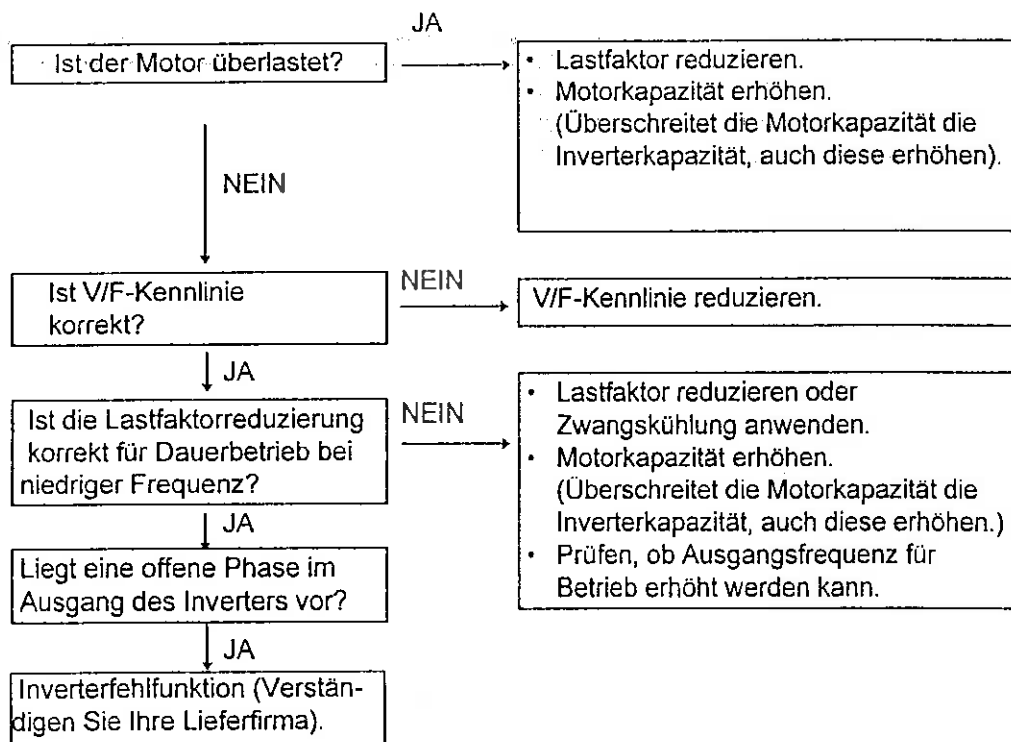 JA
Ist der Motor überlastet?
• Lastfaktor reduzieren.
• Motorkapazität erhöhen.
(Überschreitet die Motorkapazität die
Inverterkapazität, auch diese erhöhen).
NEIN
Ist V/F-Kennlinie
korrekt?
NEIN
V/F-Kennlinie reduzieren.
JA
Ist die Lastfaktorreduzierung
korrekt für Dauerbetrieb bei
niedriger Frequenz?
NEIN
• Lastfaktor reduzieren oder
Zwangskühlung anwenden.
• Motorkapazität erhöhen.
(Überschreitet die Motorkapazität die
Inverterkapazität, auch diese erhöhen.)
• Prüfen, ob Ausgangsfrequenz für
Betrieb erhöht werden kann.
JA
Liegt eine offene Phase im
Ausgang des Inverters vor?
JA
Inverterfehlfunktion (Verstän-
digen Sie Ihre Lieferfirma).